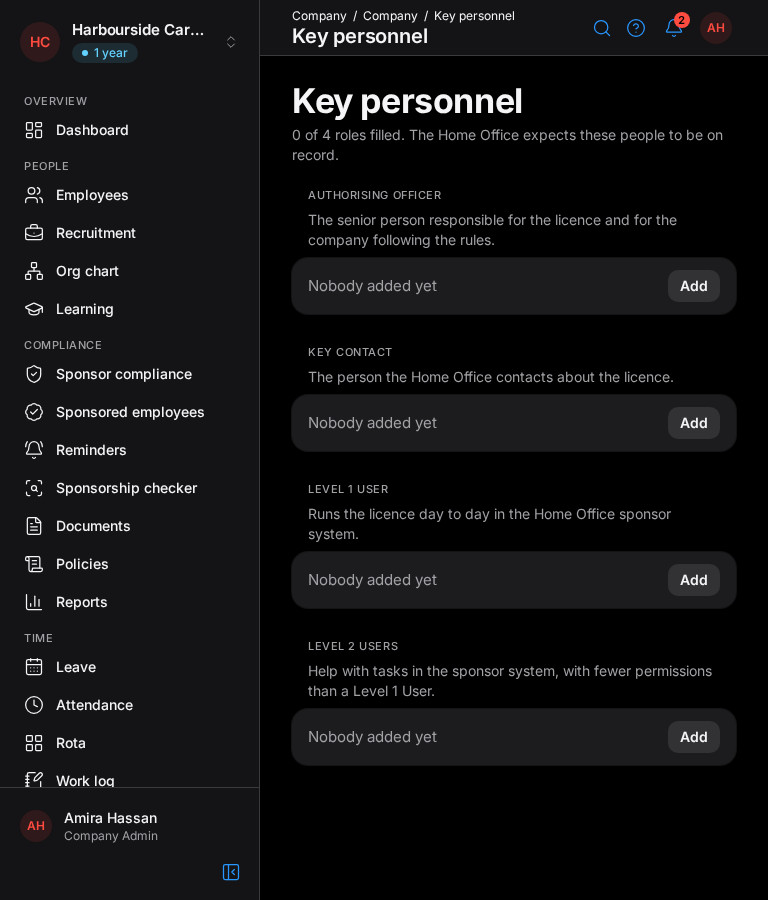 HC
Harbourside Car...
1 year
OVERVIEW
Dashboard
PEOPLE
Employees
Recruitment
Org chart
Learning
COMPLIANCE
Sponsor compliance
Sponsored employees
Reminders
Sponsorship checker
Documents
Policies
Reports
TIME
Leave
Attendance
Rota
Work log
AH
Amira Hassan
Company Admin
Company / Company / Key personnel
Key personnel
2
AH
Key personnel
0 of 4 roles filled. The Home Office expects these people to be on
record.
AUTHORISING OFFICER
The senior person responsible for the licence and for the
company following the rules.
Nobody added yet
Add
KEY CONTACT
The person the Home Office contacts about the licence.
Nobody added yet
Add
LEVEL 1 USER
Runs the licence day to day in the Home Office sponsor
system.
Nobody added yet
Add
LEVEL 2 USERS
Help with tasks in the sponsor system, with fewer permissions
than a Level 1 User.
Nobody added yet
Add